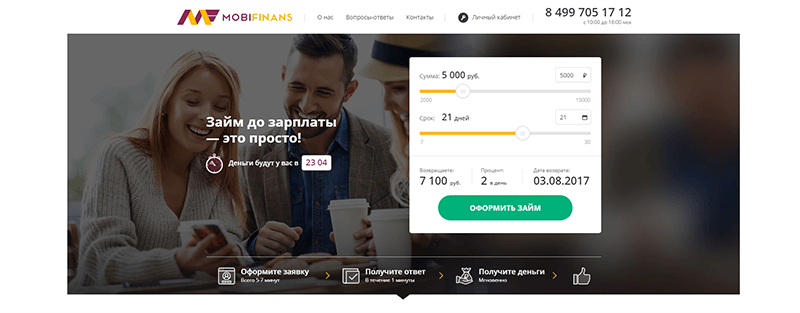 MOBIFINANS
О нас
Вопросы-ответы
Контакты
Личный кабинет
8 499 705 17 12
с 10:00 до 18:00 мск
Займ до зарплаты
— это просто!
Деньги будут у вас в 23 04
Сумма: 5 000 руб.
5000 ₽
2000 15000
Срок: 21 дней
21
7 30
Возвращаете: Процент: Дата возврата:
7 100 руб. 2 в день 03.08.2017
ОФОРМИТЬ ЗАЙМ
Оформите заявку
Всего 5-7 минут
Получите ответ
В течение 1 минуты
Получите деньги
Мгновенно